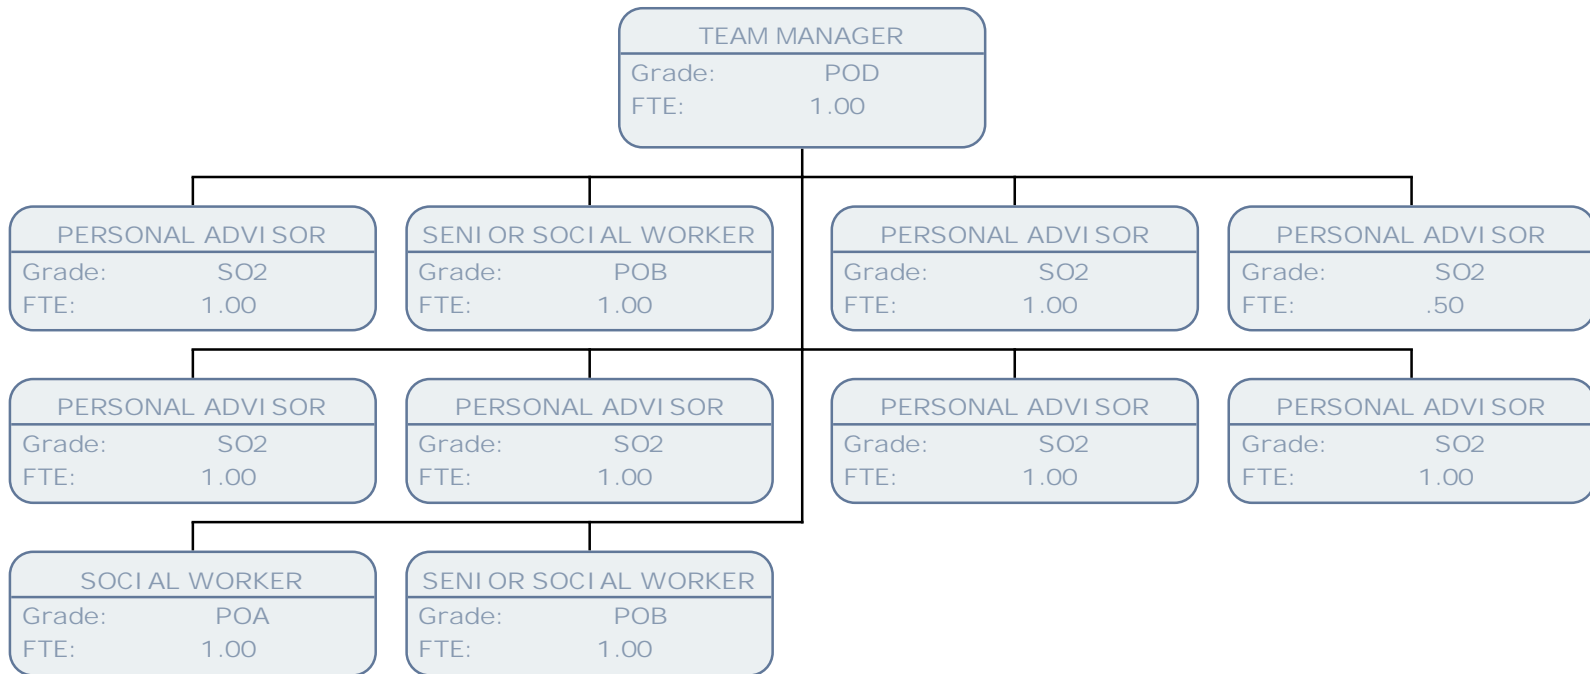 TEAM MANAGER
Grade: POD
FTE: 1.00
PERSONAL ADVISOR
Grade: SO2
FTE: 1.00
SENIOR SOCIAL WORKER
Grade: POB
FTE: 1.00
PERSONAL ADVISOR
Grade: SO2
FTE: 1.00
PERSONAL ADVISOR
Grade: SO2
FTE: .50
PERSONAL ADVISOR
Grade: SO2
FTE: 1.00
PERSONAL ADVISOR
Grade: SO2
FTE: 1.00
PERSONAL ADVISOR
Grade: SO2
FTE: 1.00
PERSONAL ADVISOR
Grade: SO2
FTE: 1.00
SOCIAL WORKER
Grade: POA
FTE: 1.00
SENIOR SOCIAL WORKER
Grade: POB
FTE: 1.00